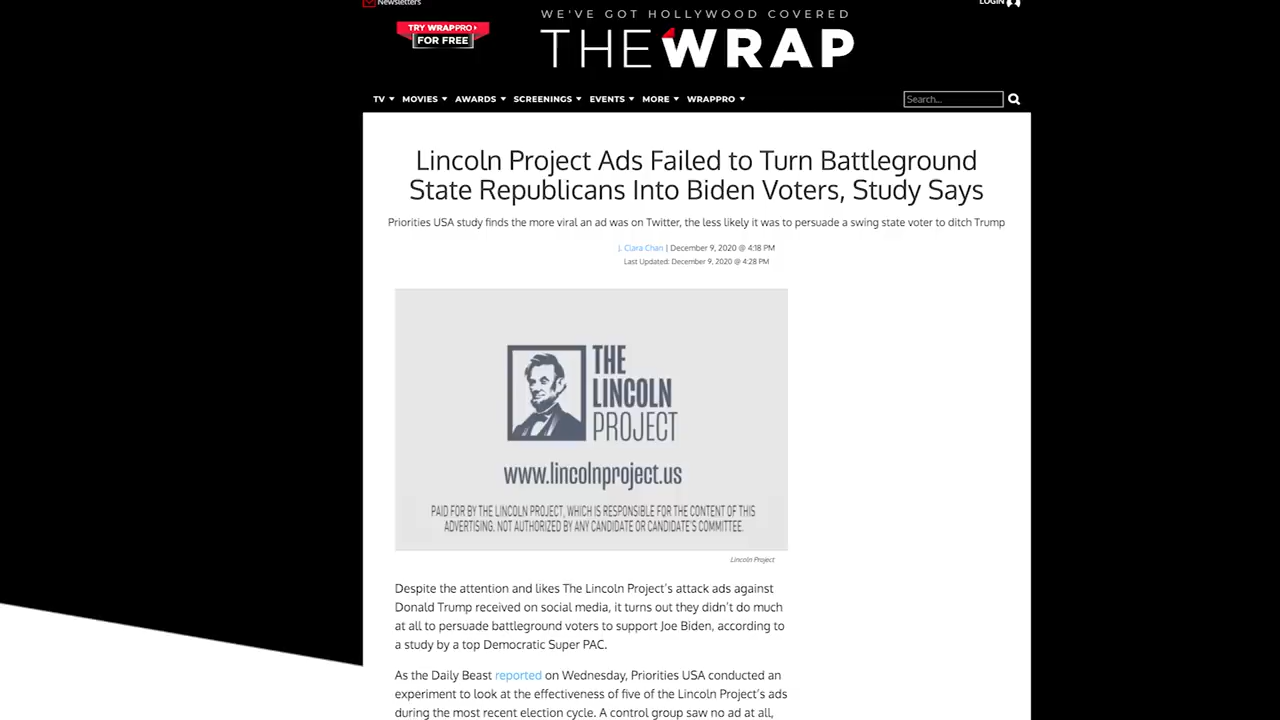 Newsletters
LOGIN
TRY WRAPPRO
FOR FREE
WE'VE GOT HOLLYWOOD COVERED
THEWRAP
TV MOVIES AWARDS SCREENINGS EVENTS MORE WRAPPRO
Search...
Lincoln Project Ads Failed to Turn Battleground
State Republicans Into Biden Voters, Study Says
Priorities USA study finds the more viral an ad was on Twitter, the less likely it was to persuade a swing state voter to ditch Trump
J. Clara Chan | December 9, 2020 @ 4:18 PM
Last Updated: December 9, 2020 @ 4:28 PM
THE
LINCOLN
PROJECT
www.lincolnproject.us
PAID FOR BY THE LINCOLN PROJECT, WHICH IS RESPONSIBLE FOR THE CONTENT OF THIS
ADVERTISING. NOT AUTHORIZED BY ANY CANDIDATE OR CANDIDATE'S COMMITTEE.
Lincoln Project
Despite the attention and likes The Lincoln Project's attack ads against
Donald Trump received on social media, it turns out they didn't do much
at all to persuade battleground voters to support Joe Biden, according to
a study by a top Democratic Super PAC.
As the Daily Beast reported on Wednesday, Priorities USA conducted an
experiment to look at the effectiveness of five of the Lincoln Project's ads
during the most recent election cycle. A control group saw no ad at all,